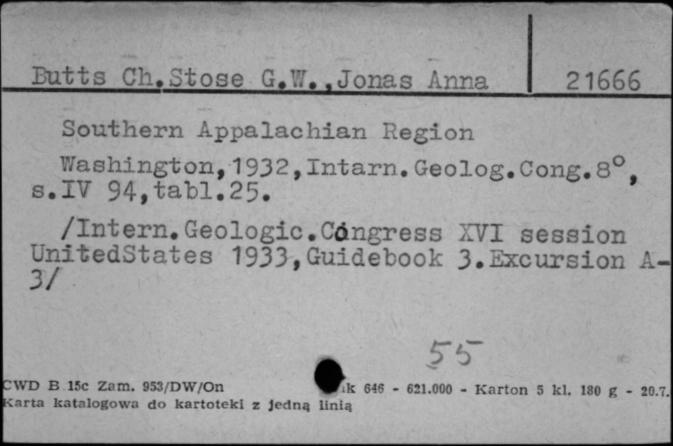 Butts Ch.Stose G.W.,Jonas Anna 21666
Southern Appalachian Region
Washington,1932,Intarn.Geolog.Cong.8°,
s.IV 94,tabl.25.
/Intern.Geologic.Congress XVI session
UnitedStates 1933,Guidebook 3.Excursion A-
3/
55
CWD B 15c Zam. 953/DW/On k 646 - 621.000 - Karton 5 kl. 180 g - 20.7.
Karta katalogowa do kartoteki z jedną linią